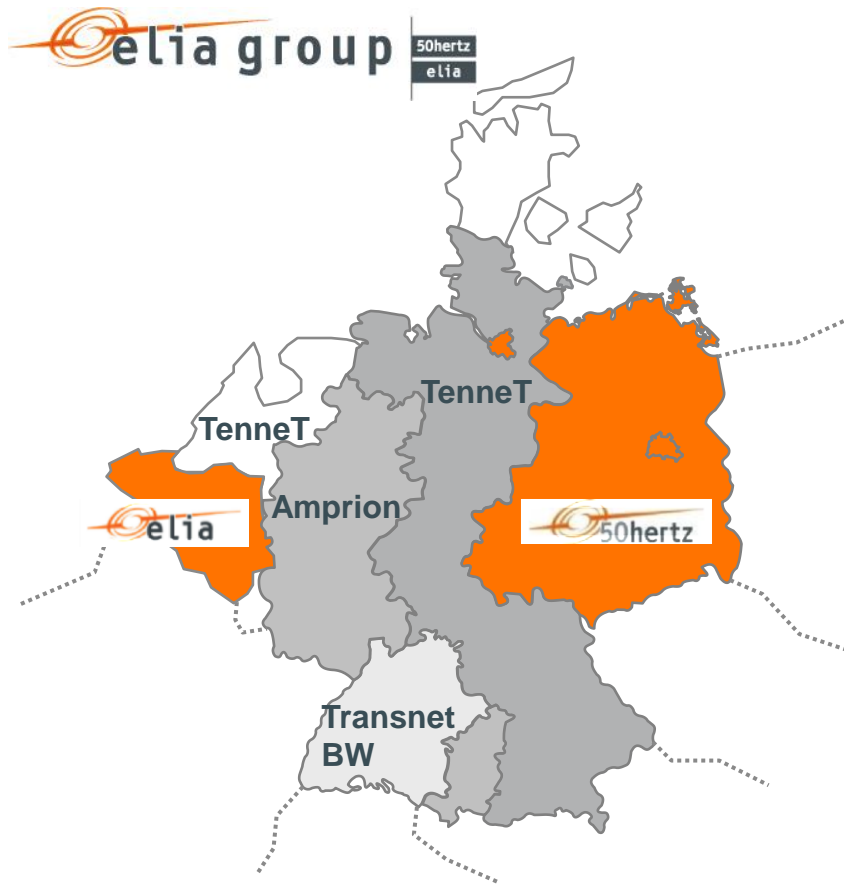 elia group
50hertz
elia
TenneT
TenneT
Amprion
elia
50hertz
Transnet
BW